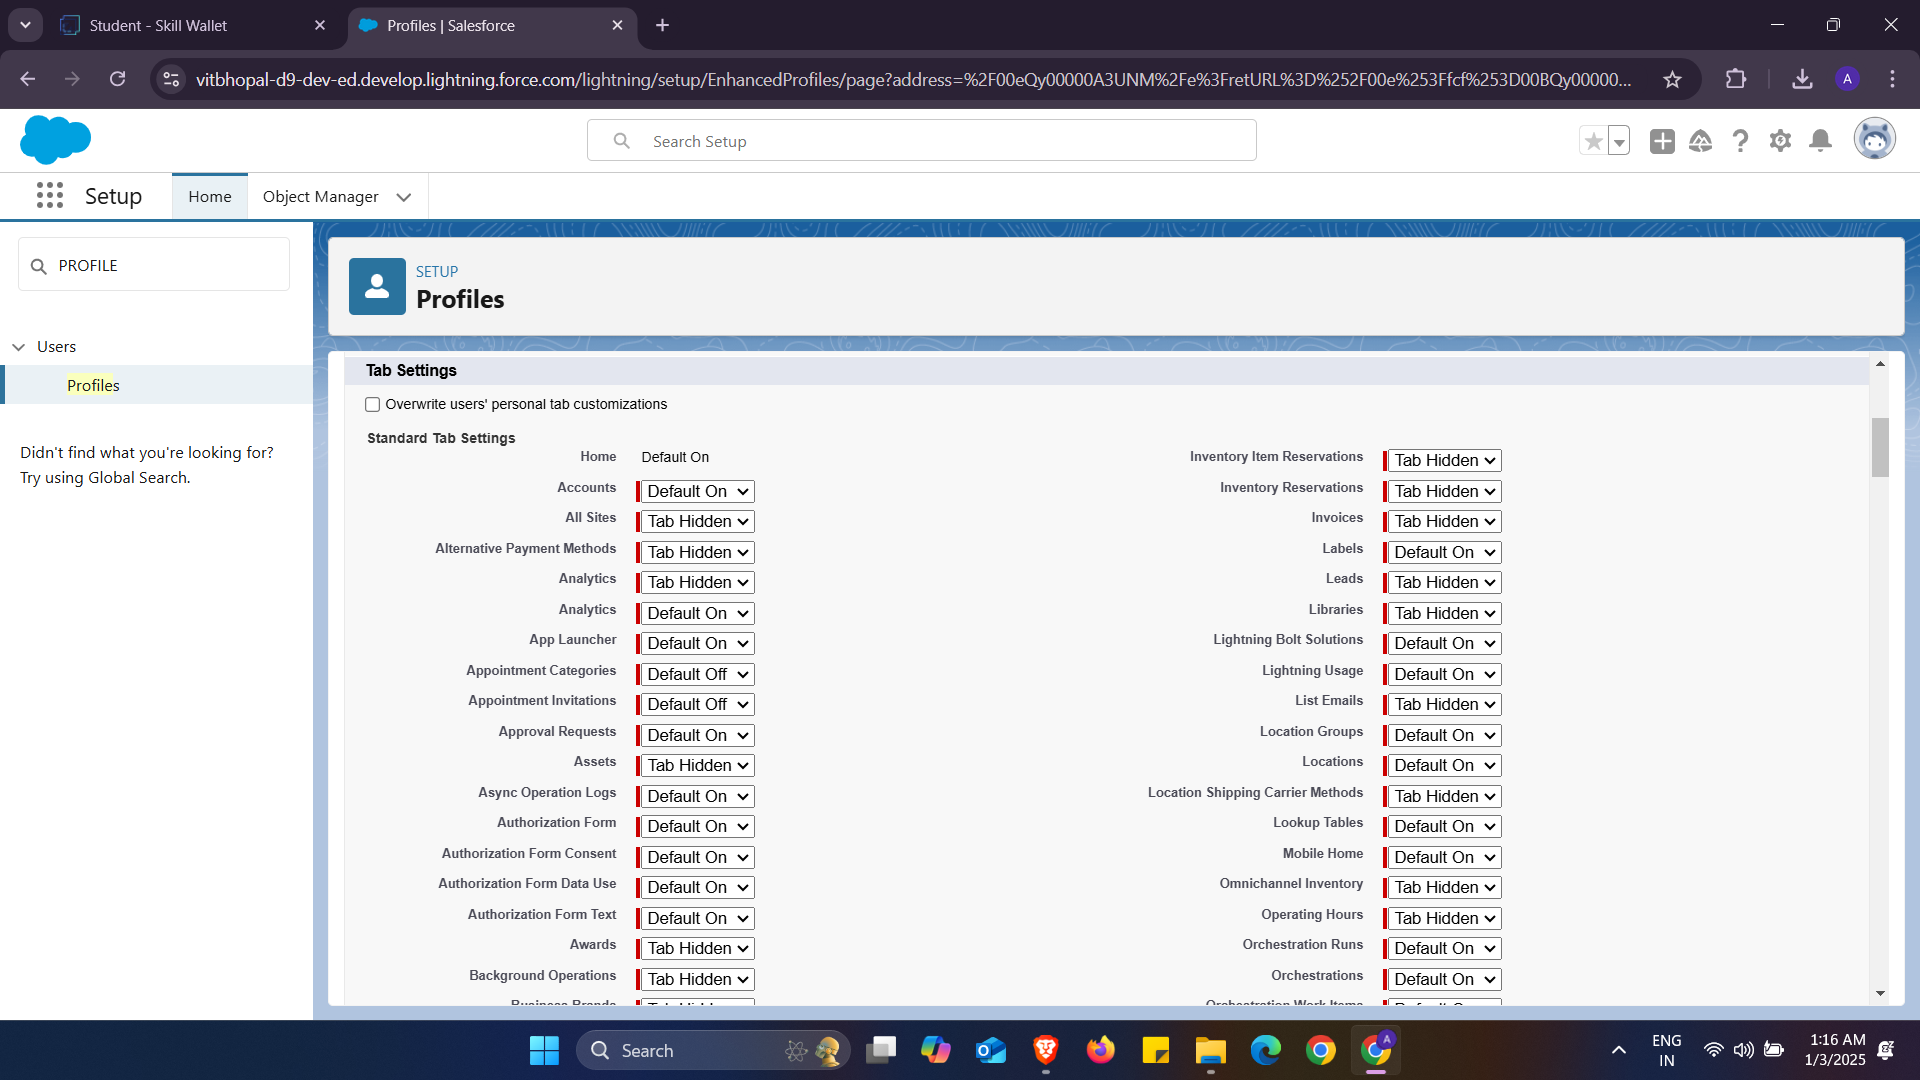 Student - Skill Wallet
Profiles | Salesforce
vitbhopal-d9-dev-ed.develop.lightning.force.com/lightning/setup/EnhancedProfiles/page?address=%2F00eQy00000A3UNM%2Fe%3FretURL%3D%252F00e%253Ffcf%253D00BQy00000...
A
Search Setup
Setup
Home
Object Manager
PROFILE
Users
Profiles
Didn't find what you're looking for?
Try using Global Search.
SETUP
Profiles
Tab Settings
Overwrite users' personal tab customizations
Standard Tab Settings
Home Default On
Accounts Default On
All Sites Tab Hidden
Alternative Payment Methods Tab Hidden
Analytics Tab Hidden
Analytics Default On
App Launcher Default On
Appointment Categories Default Off
Appointment Invitations Default Off
Approval Requests Default On
Assets Tab Hidden
Async Operation Logs Default On
Authorization Form Default On
Authorization Form Consent Default On
Authorization Form Data Use Default On
Authorization Form Text Default On
Awards Tab Hidden
Background Operations Tab Hidden
Business Brands Tab Hidden
Inventory Item Reservations Tab Hidden
Inventory Reservations Tab Hidden
Invoices Tab Hidden
Labels Default On
Leads Tab Hidden
Libraries Tab Hidden
Lightning Bolt Solutions Default On
Lightning Usage Default On
List Emails Tab Hidden
Location Groups Default On
Locations Default On
Location Shipping Carrier Methods Tab Hidden
Lookup Tables Default On
Mobile Home Default On
Omnichannel Inventory Tab Hidden
Operating Hours Tab Hidden
Orchestration Runs Default On
Orchestrations Default On
Orchestration Work Items Default On
Search
A
ENG
IN
1:16 AM
1/3/2025